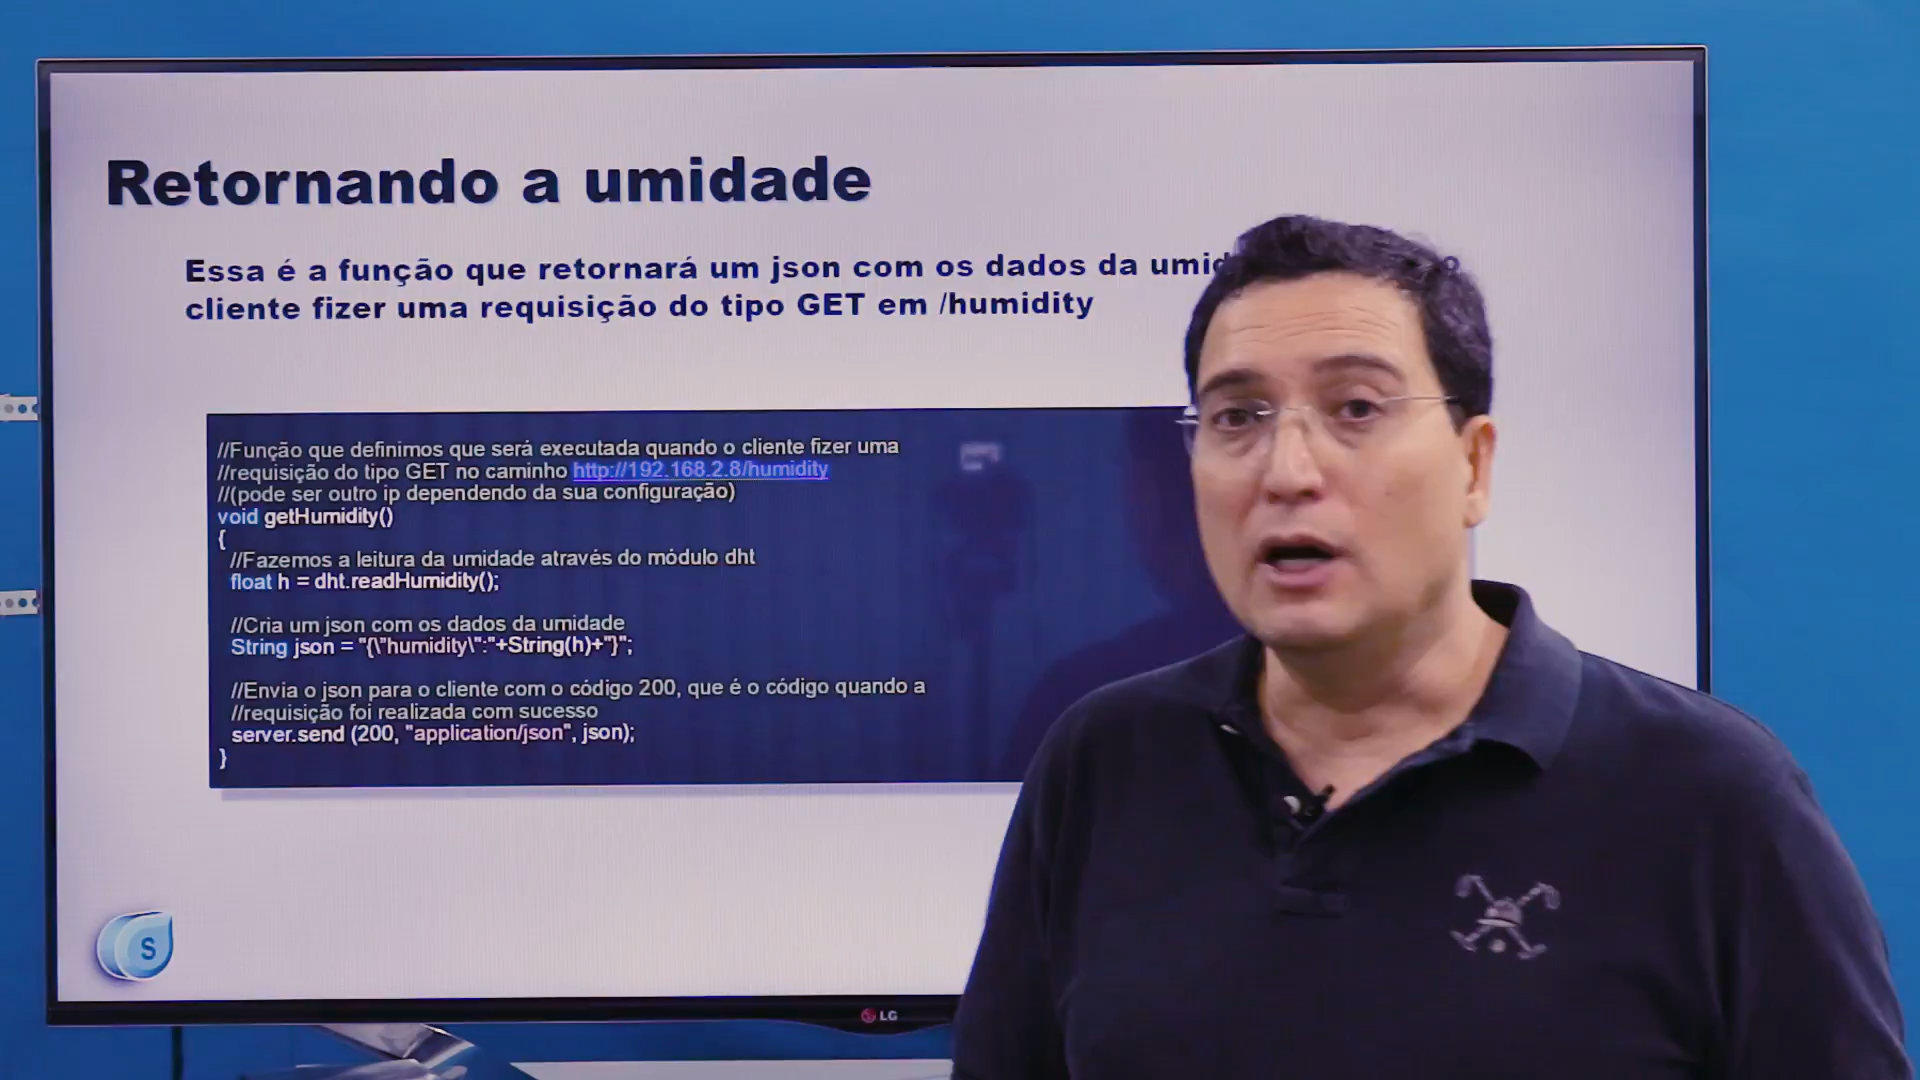 Retornando a umidade
Essa é a função que retornará um json com os dados da
cliente fizer uma requisição do tipo GET em /humidity
//Função que definimos que será executada quando o cliente fizer uma
//requisição do tipo GET no caminho http://192.168.2.8/humidity
//(pode ser outro ip dependendo da sua configuração)
void getHumidity()
{
//Fazemos a leitura da umidade através do módulo dht
float h = dht.readHumidity();
//Cria um json com os dados da umidade
String json = "{\"humidity\":"+String(h)+"}";
//Envia o json para o cliente com o código 200, que é o código quando a
//requisição foi realizada com sucesso
server.send (200, "application/json", json);
}
S
LG